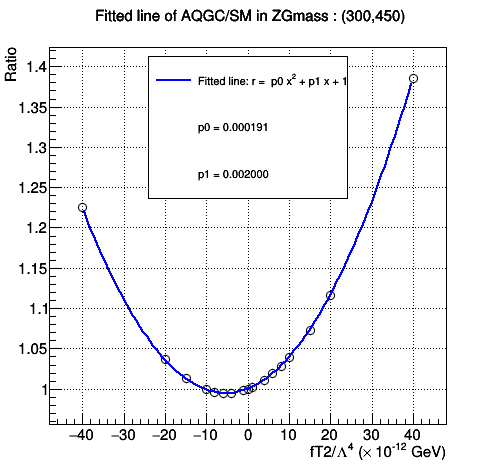 Fitted line of AQGC/SM in ZGmass : (300,450)
Ratio
1.4
1.35
1.3
1.25
1.2
1.15
1.1
1.05
1
Fitted line: r = p0 x² + p1 x + 1
p0 = 0.000191
p1 = 0.002000
−40 −30 −20 −10 0 10 20 30 40
fT2/Λ⁴ (× 10⁻¹² GeV)